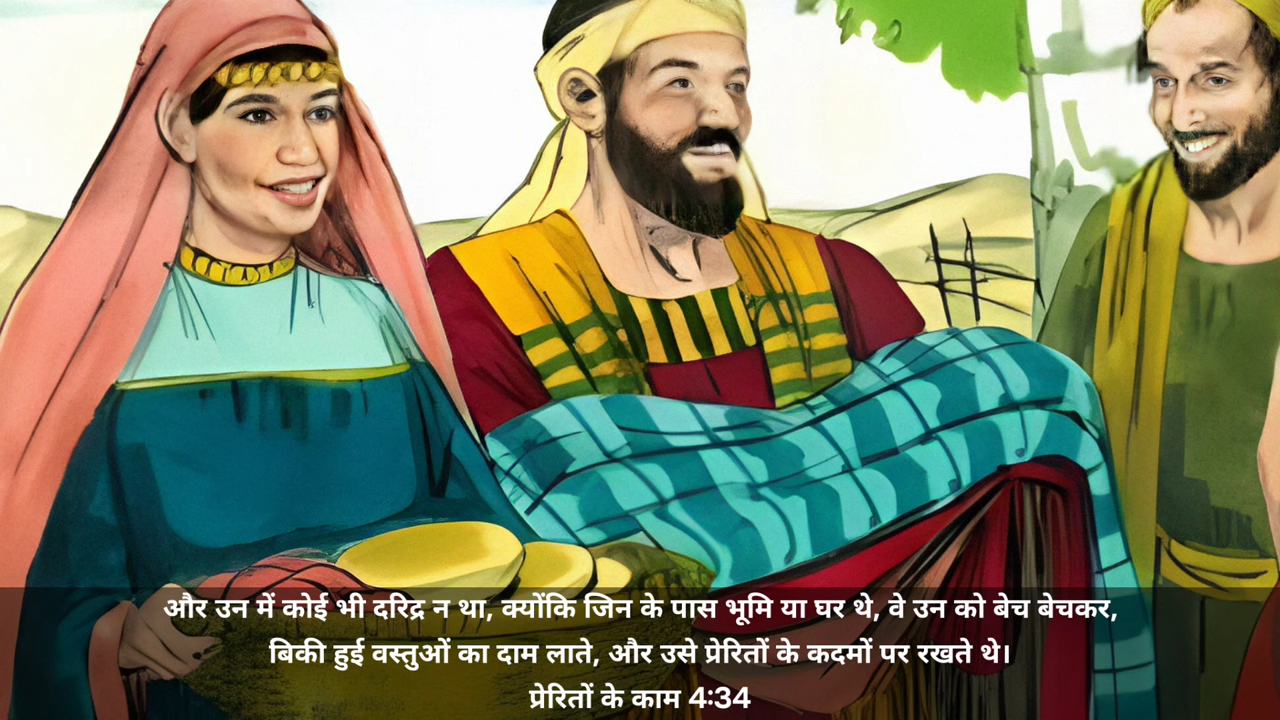 और उन में कोई भी दरिद्र न था, क्योंकि जिन के पास भूमि या घर थे, वे उन को बेच बेचकर,
बिकी हुई वस्तुओं का दाम लाते, और उसे प्रेरितों के कदमों पर रखते थे।
प्रेरितों के काम 4:34